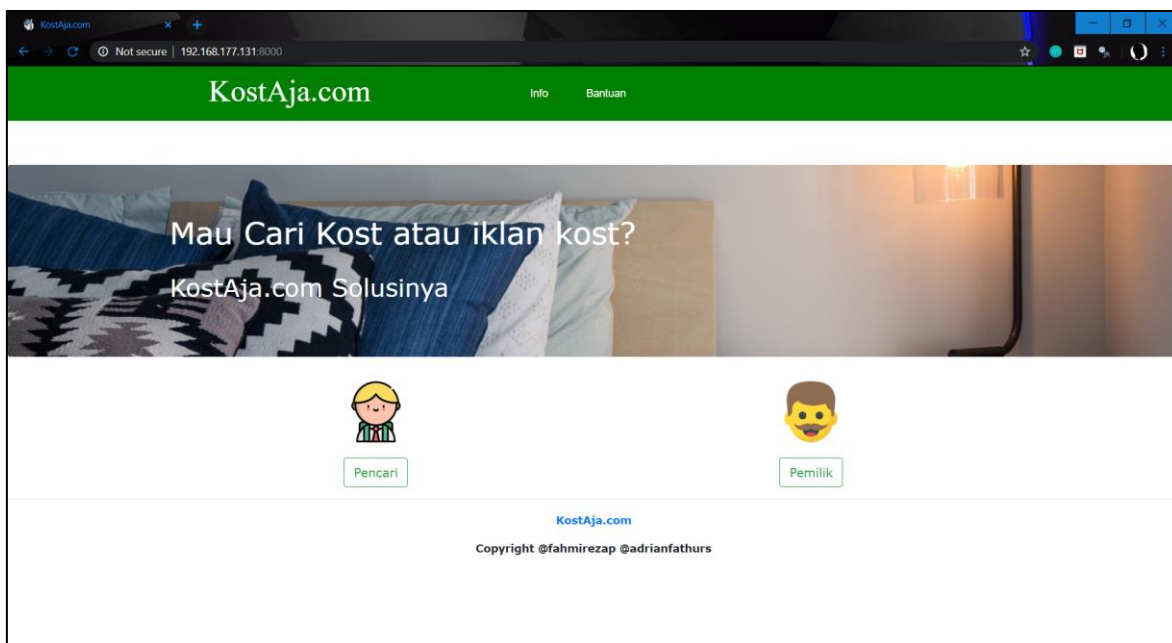 KostAja.com
Not secure | 192.168.177.131:8000
KostAja.com Info Bantuan
Mau Cari Kost atau iklan kost?
KostAja.com Solusinya
Pencari Pemilik
KostAja.com
Copyright @fahmirezap @adrianfathurs